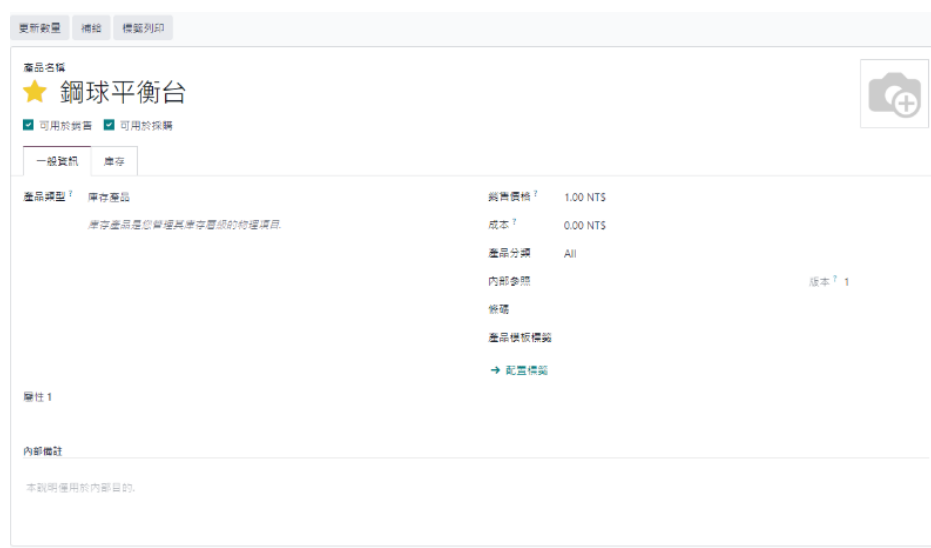 更新數量 補給 標籤列印
產品名稱
鋼球平衡台
可用於銷售 可用於採購
一般資訊 庫存
產品類型 ? 庫存產品
庫存產品是您管理其庫存層級的物理項目.
銷售價格 ? 1.00 NT$
成本 ? 0.00 NT$
產品分類 All
內部參照 版本 ? 1
條碼
產品模板標籤
→ 配置標籤
屬性 1
內部備註
本說明僅用於內部目的.